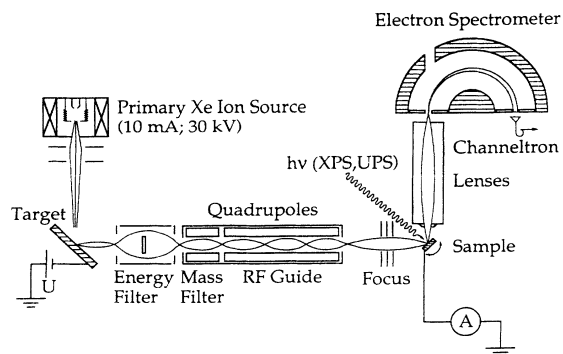 Electron Spectrometer
Primary Xe Ion Source
(10 mA; 30 kV)
Channeltron
hν (XPS,UPS)
Lenses
Target
Quadrupoles
Sample
U
Energy Filter
Mass Filter
RF Guide
Focus
A